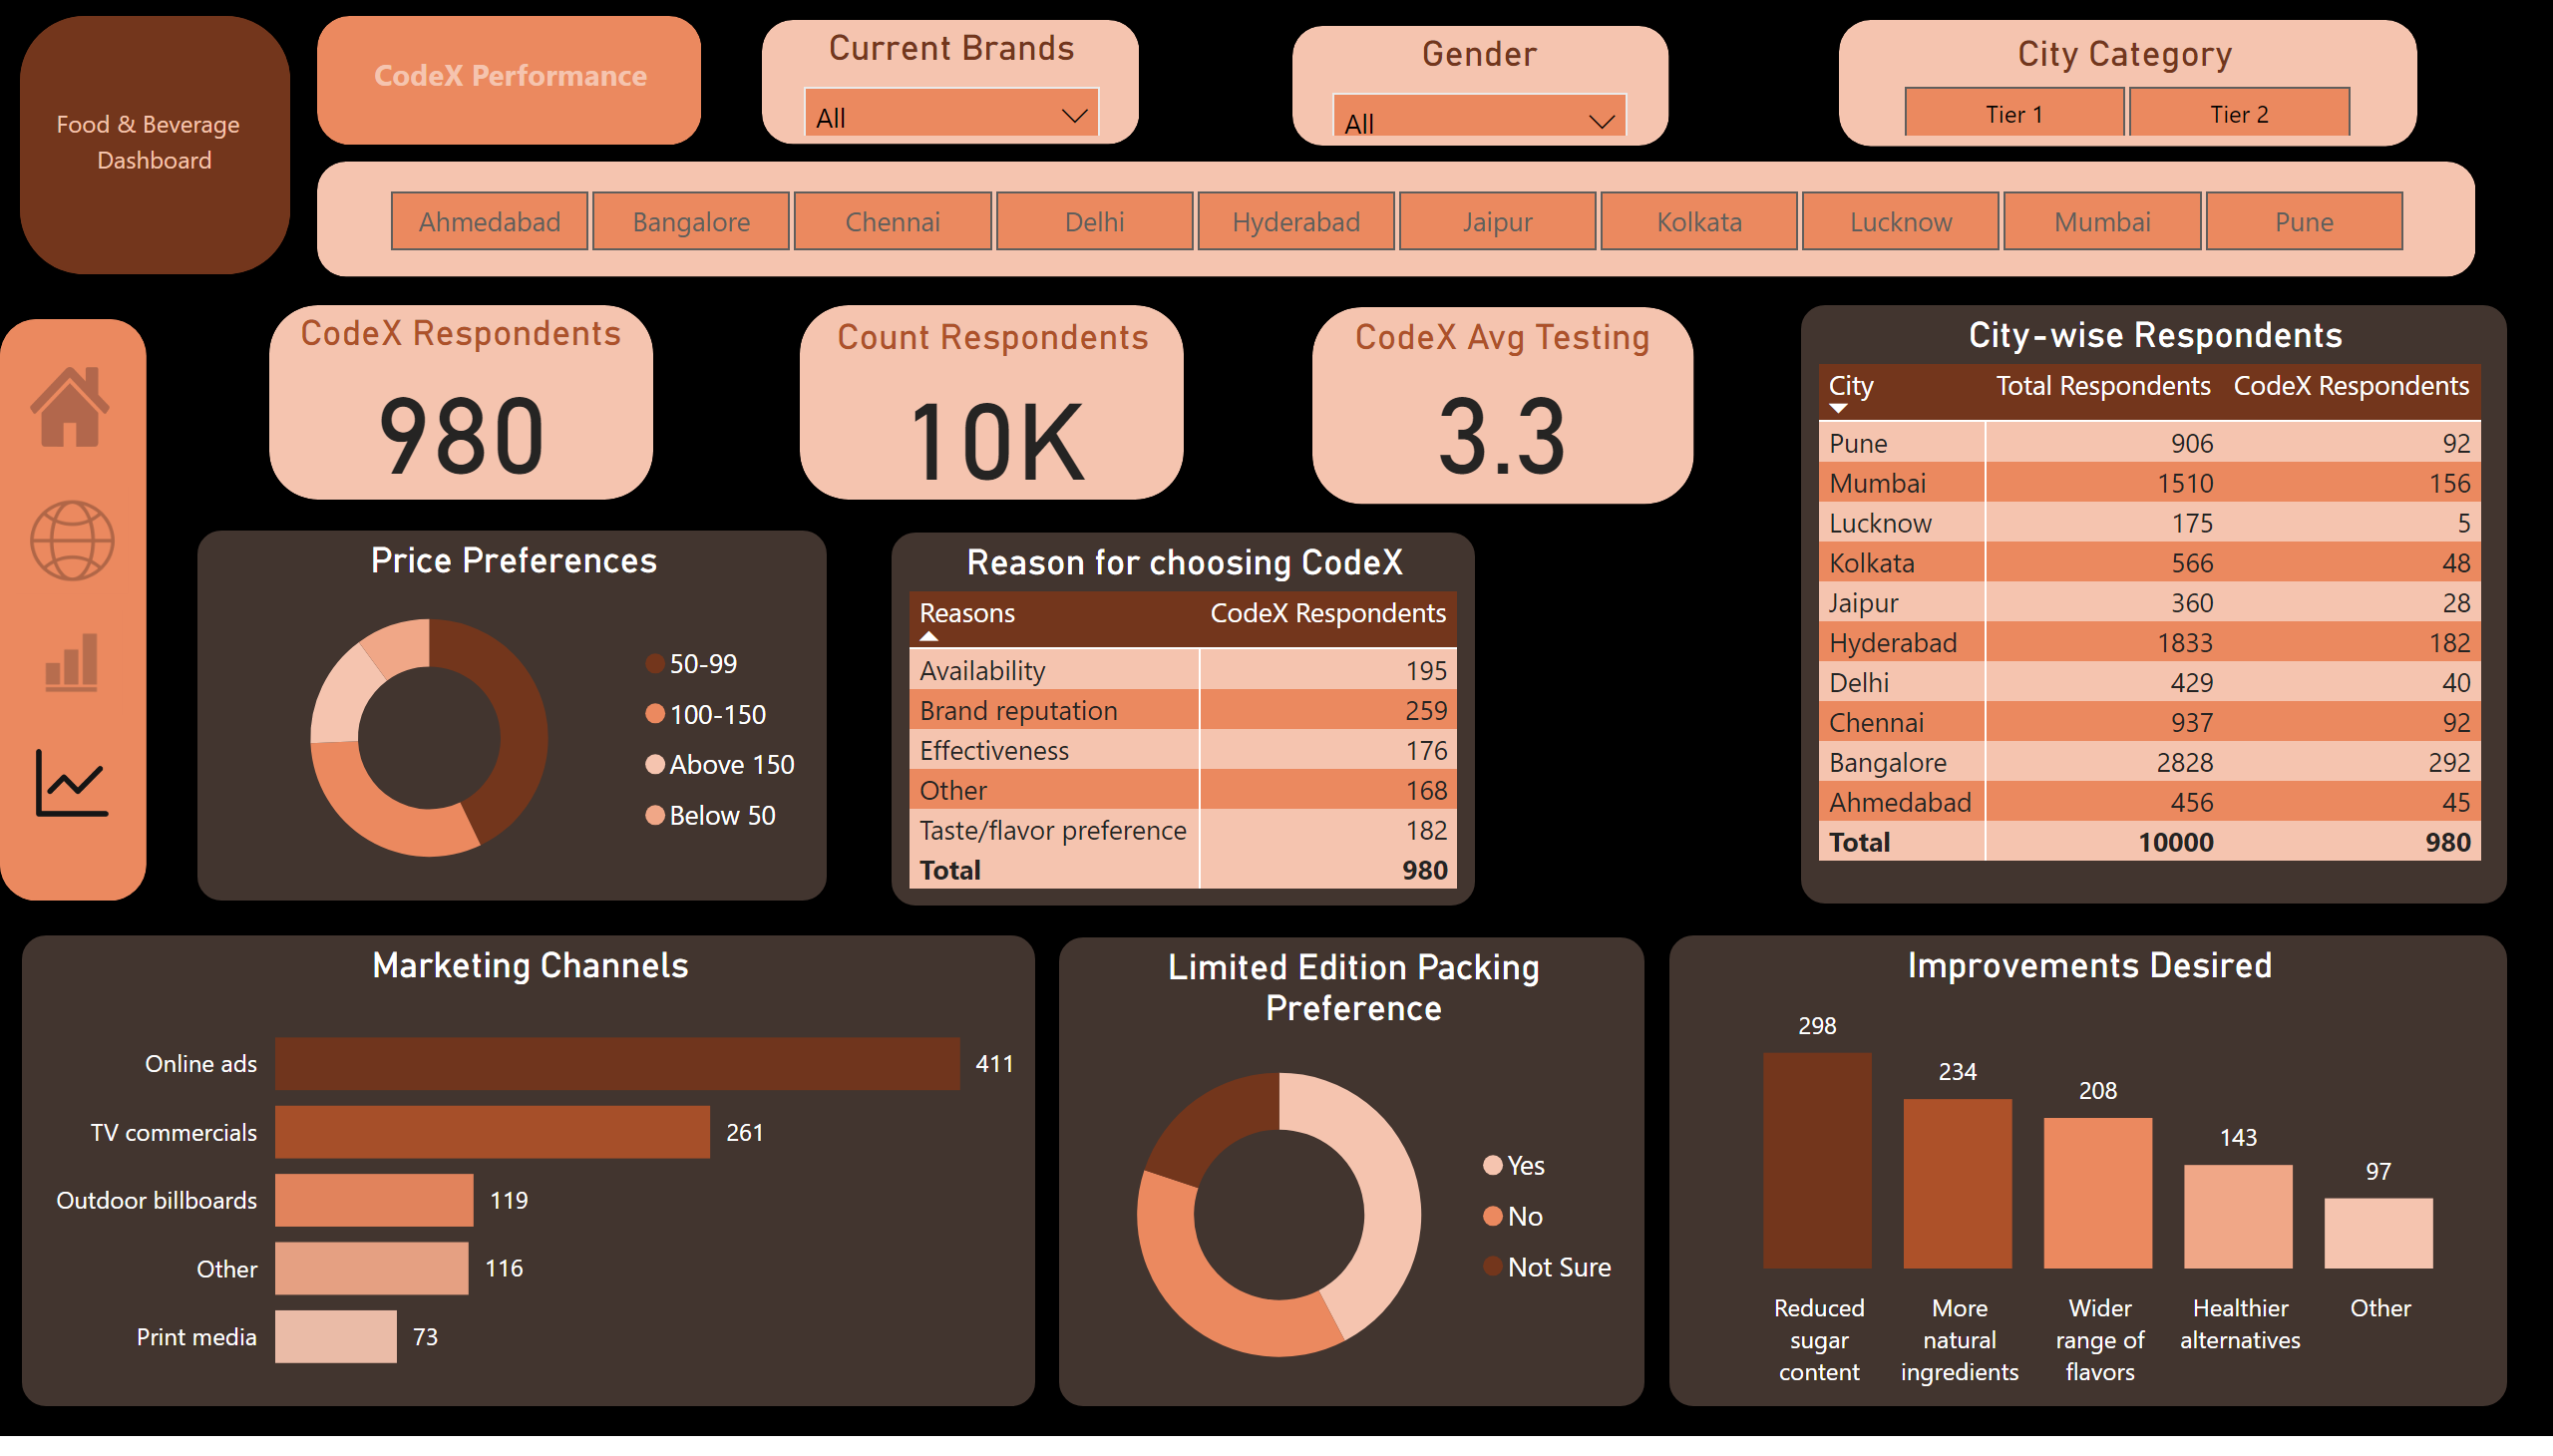 Food & Beverage
Dashboard
CodeX Performance
Current Brands
All
Gender
All
City Category
Tier 1 Tier 2
Ahmedabad Bangalore Chennai Delhi Hyderabad Jaipur Kolkata Lucknow Mumbai Pune
CodeX Respondents
980
Count Respondents
10K
CodeX Avg Testing
3.3
City-wise Respondents
City Total Respondents CodeX Respondents
Pune 906 92
Mumbai 1510 156
Lucknow 175 5
Kolkata 566 48
Jaipur 360 28
Hyderabad 1833 182
Delhi 429 40
Chennai 937 92
Bangalore 2828 292
Ahmedabad 456 45
Total 10000 980
Price Preferences
50-99
100-150
Above 150
Below 50
Reason for choosing CodeX
Reasons CodeX Respondents
Availability 195
Brand reputation 259
Effectiveness 176
Other 168
Taste/flavor preference 182
Total 980
Marketing Channels
Online ads 411
TV commercials 261
Outdoor billboards 119
Other 116
Print media 73
Limited Edition Packing
Preference
Yes
No
Not Sure
Improvements Desired
298
234
208
143
97
Reduced
sugar
content
More
natural
ingredients
Wider
range of
flavors
Healthier
alternatives
Other